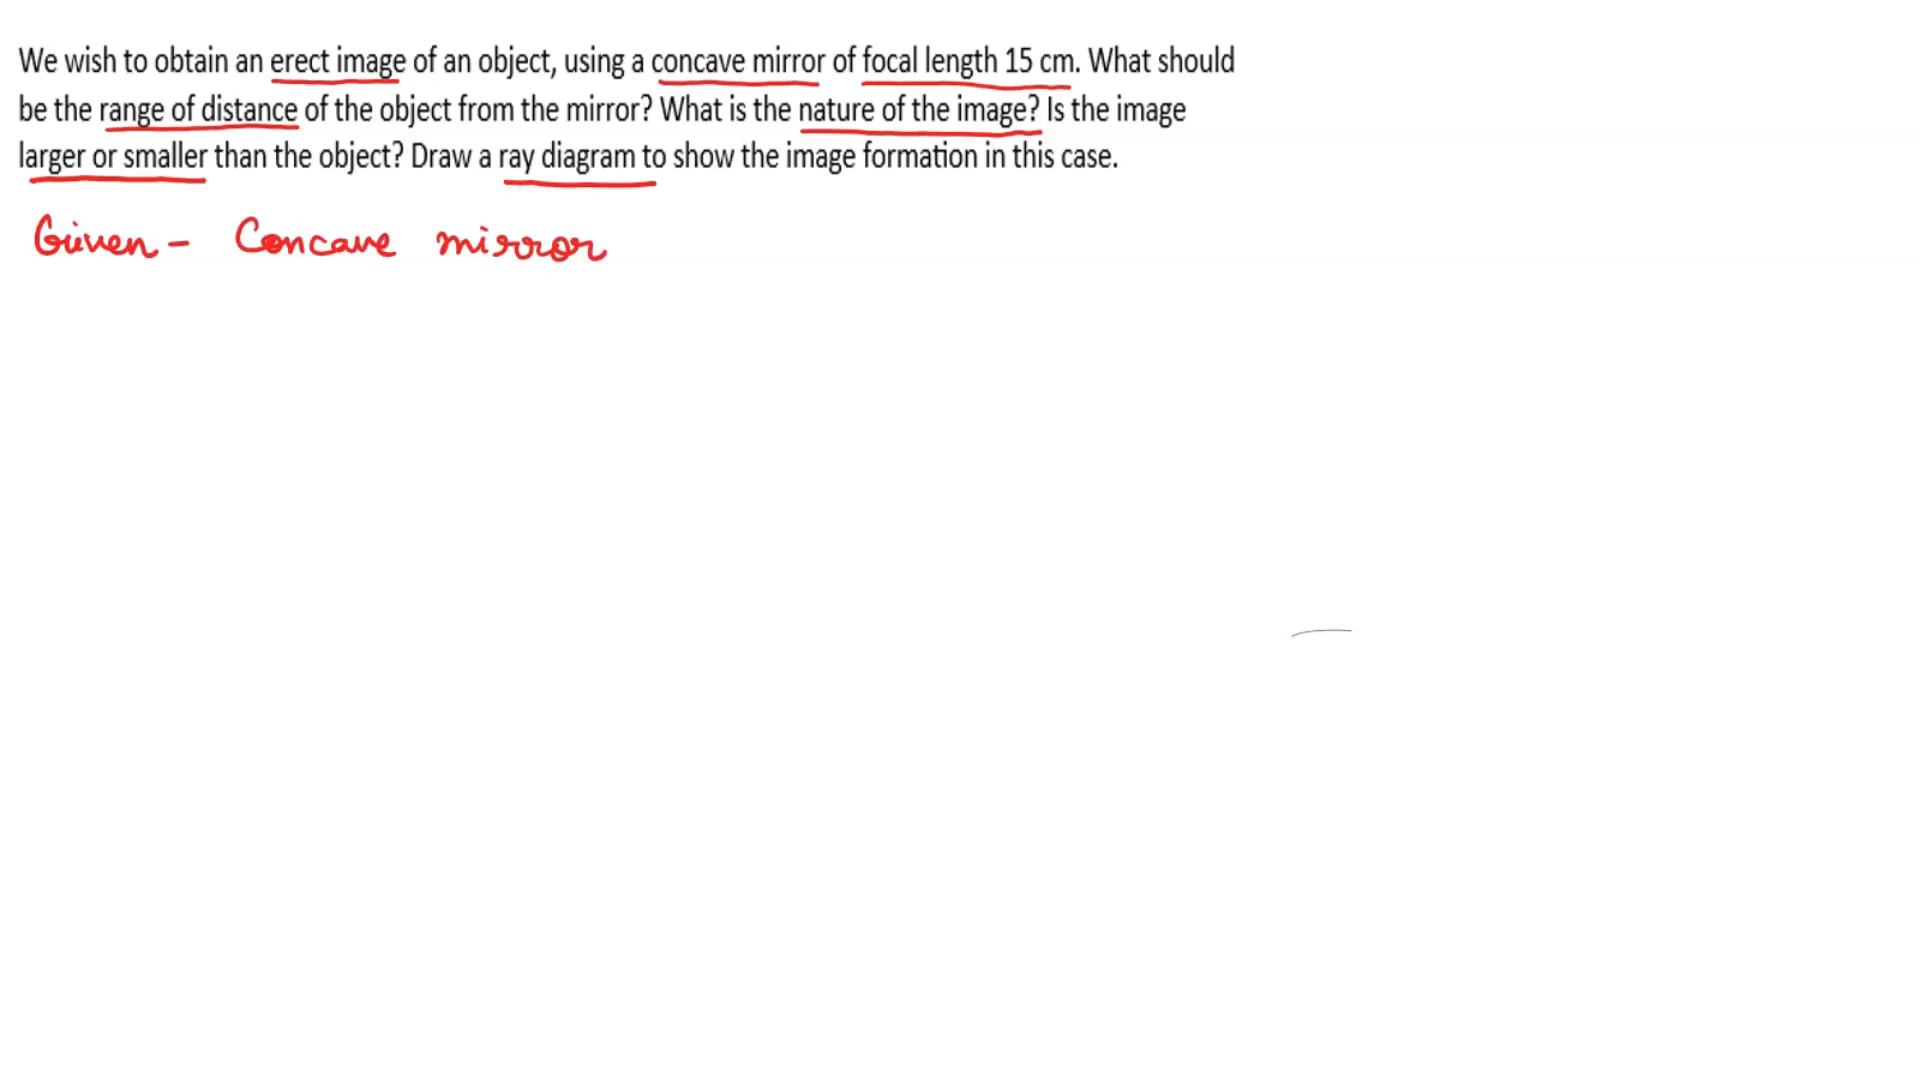 We wish to obtain an erect image of an object, using a concave mirror of focal length 15 cm. What should
be the range of distance of the object from the mirror? What is the nature of the image? Is the image
larger or smaller than the object? Draw a ray diagram to show the image formation in this case.
Given - Concave mirror